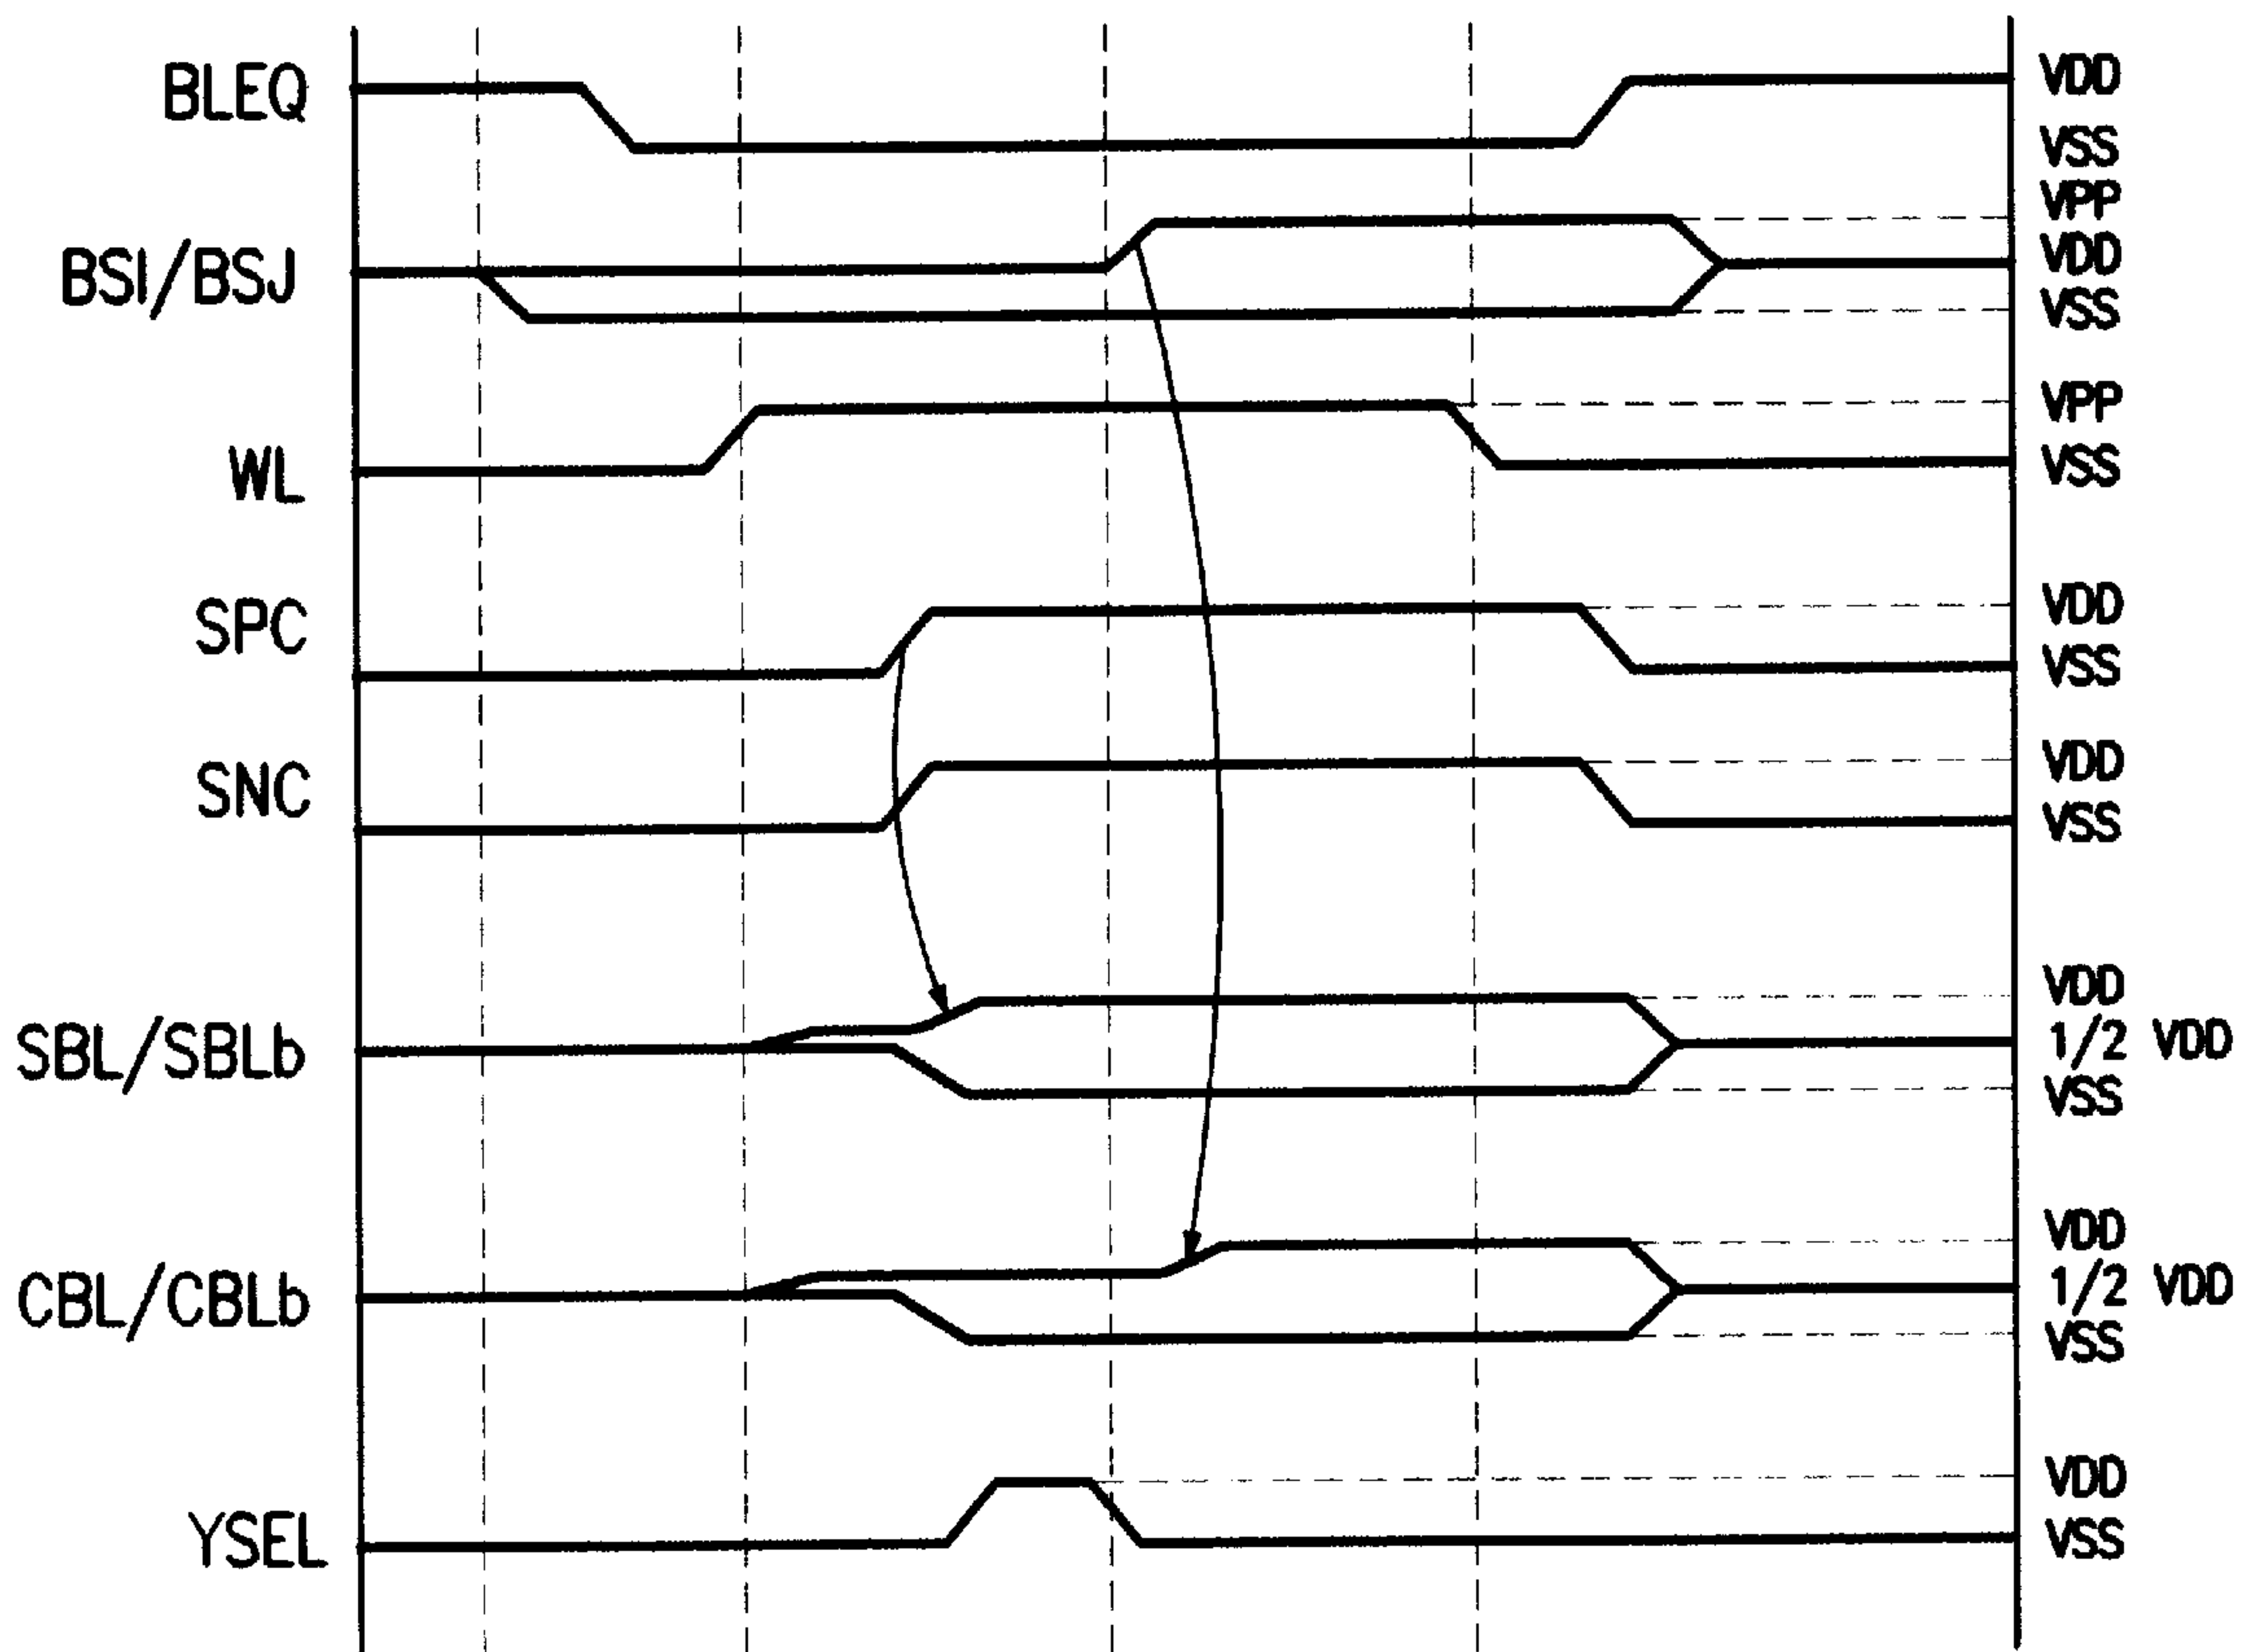 BLEQ
VDD
VSS
BSI/BSJ
VPP
VDD
VSS
WL
VPP
VSS
SPC
VDD
VSS
SNC
VDD
VSS
SBL/SBLb
VDD
1/2 VDD
VSS
CBL/CBLb
VDD
1/2 VDD
VSS
YSEL
VDD
VSS